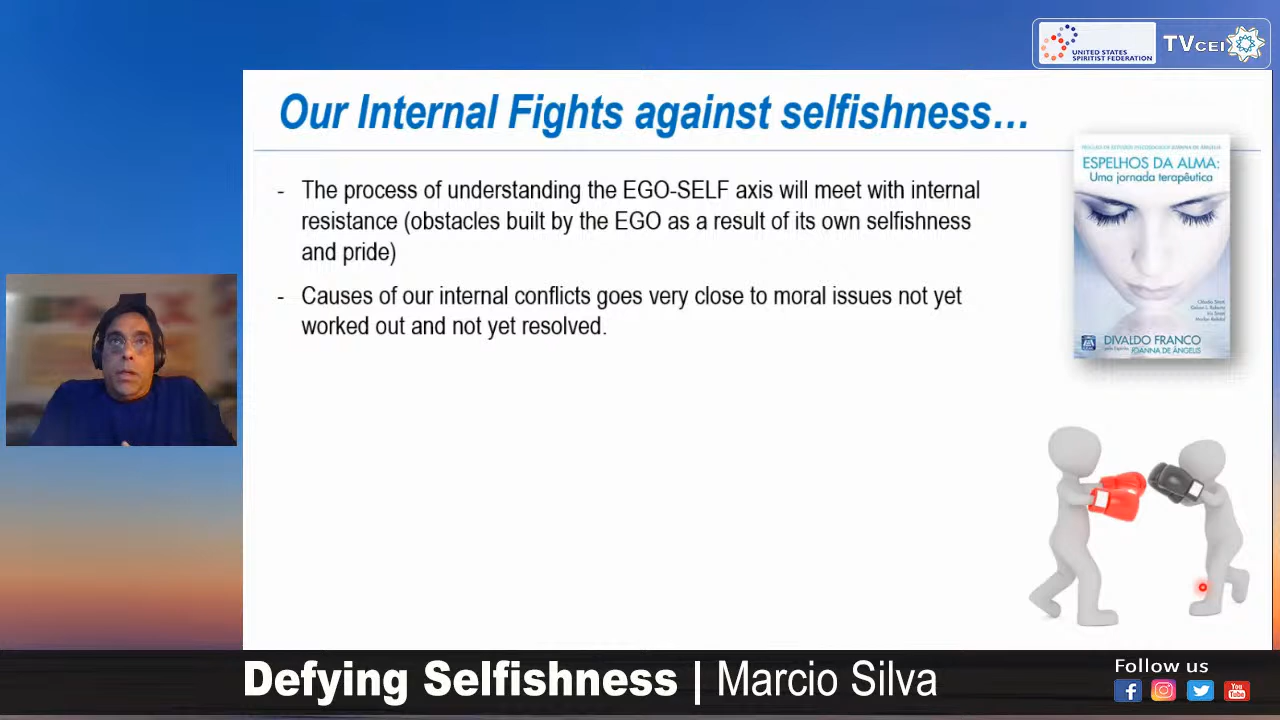 UNITED STATES
SPIRITIST FEDERATION
TVCEI
Our Internal Fights against selfishness...
- The process of understanding the EGO-SELF axis will meet with internal
resistance (obstacles built by the EGO as a result of its own selfishness
and pride)
- Causes of our internal conflicts goes very close to moral issues not yet
worked out and not yet resolved.
ESPELHOS DA ALMA:
Uma jornada terapêutica
DIVALDO FRANCO
JOANNA DE ÂNGELIS
Defying Selfishness | Marcio Silva
Follow us
You
Tube